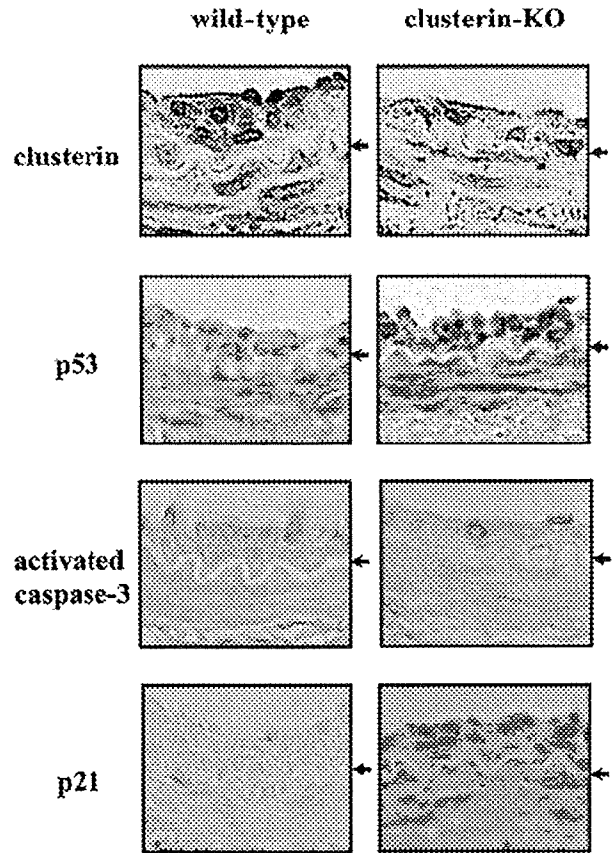 wild-type clusterin-KO
clusterin
p53
activated
caspase-3
p21